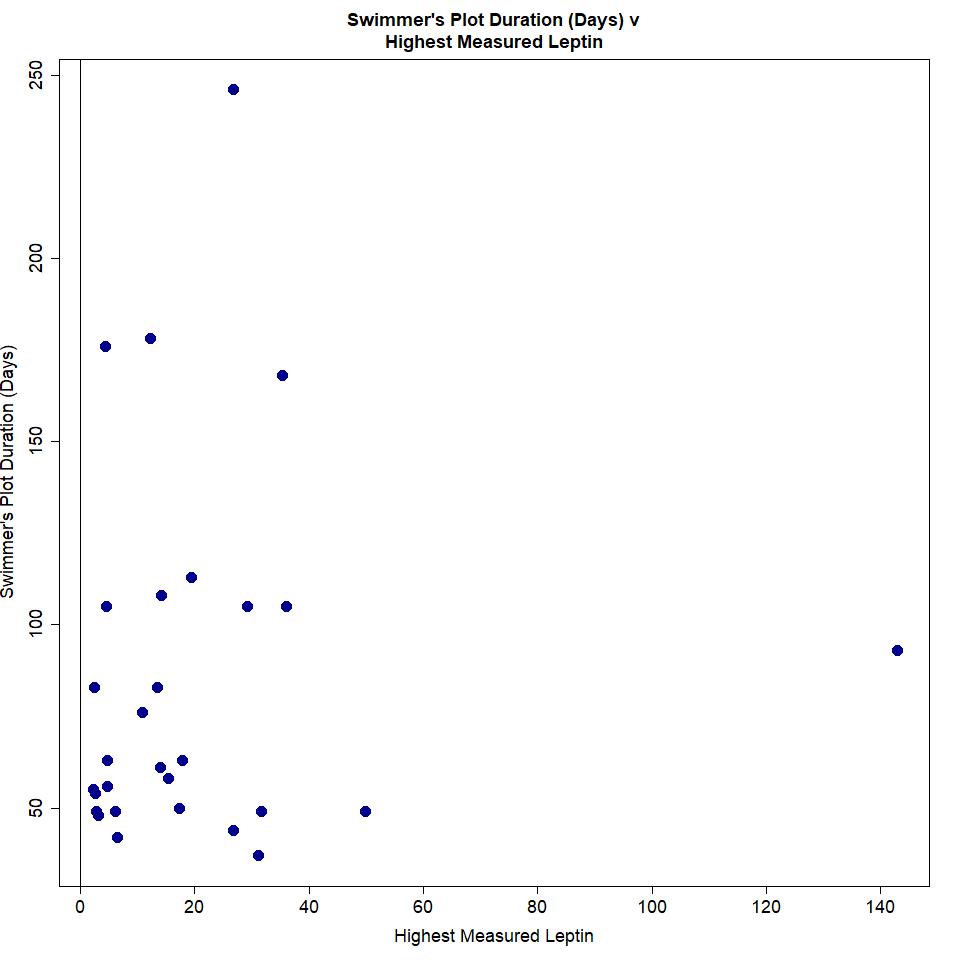 Swimmer's Plot Duration (Days) v
Highest Measured Leptin
250
200
150
100
50
Swimmer's Plot Duration (Days)
0 20 40 60 80 100 120 140
Highest Measured Leptin